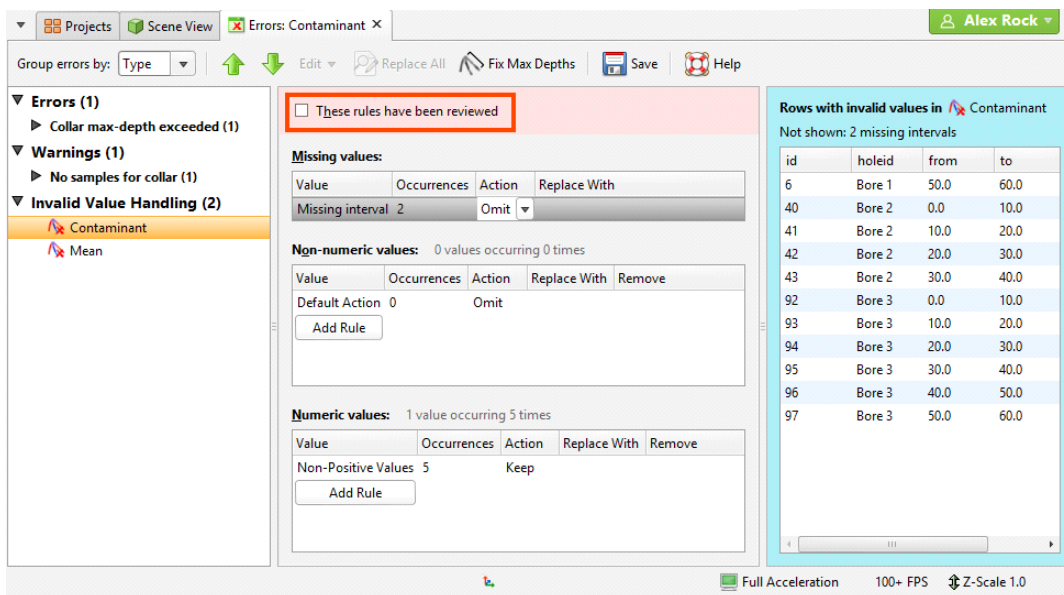 Projects Scene View Errors: Contaminant × Alex Rock
Group errors by: Type Edit Replace All Fix Max Depths Save Help
Errors (1)
Collar max-depth exceeded (1)
Warnings (1)
No samples for collar (1)
Invalid Value Handling (2)
Contaminant
Mean
These rules have been reviewed
Missing values:
Value Occurrences Action Replace With
Missing interval 2 Omit
Non-numeric values: 0 values occurring 0 times
Value Occurrences Action Replace With Remove
Default Action 0 Omit
Add Rule
Numeric values: 1 value occurring 5 times
Value Occurrences Action Replace With Remove
Non-Positive Values 5 Keep
Add Rule
Rows with invalid values in Contaminant
Not shown: 2 missing intervals
id holeid from to
6 Bore 1 50.0 60.0
40 Bore 2 0.0 10.0
41 Bore 2 10.0 20.0
42 Bore 2 20.0 30.0
43 Bore 2 30.0 40.0
92 Bore 3 0.0 10.0
93 Bore 3 10.0 20.0
94 Bore 3 20.0 30.0
95 Bore 3 30.0 40.0
96 Bore 3 40.0 50.0
97 Bore 3 50.0 60.0
Full Acceleration 100+ FPS Z-Scale 1.0